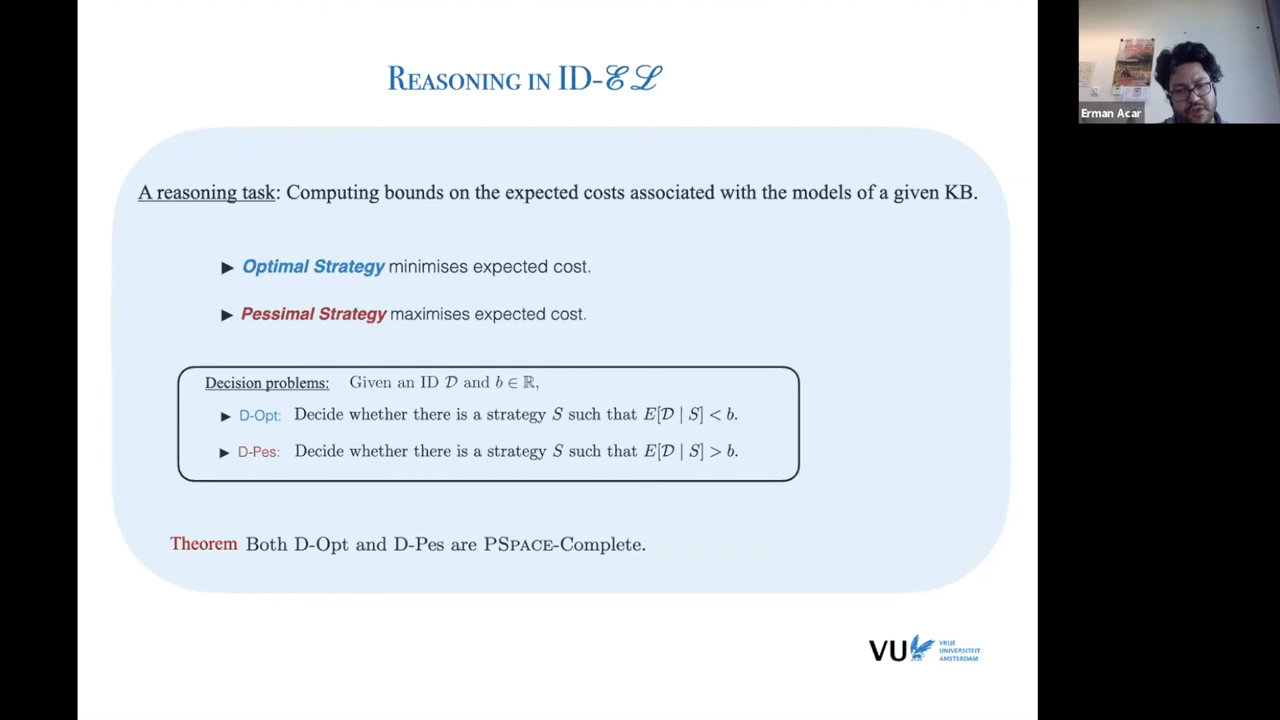 REASONING IN ID-ℰℒ
Erman Acar
A reasoning task: Computing bounds on the expected costs associated with the models of a given KB.
▶ Optimal Strategy minimises expected cost.
▶ Pessimal Strategy maximises expected cost.
Decision problems: Given an ID 𝒟 and b ∈ ℝ,
▶ D-Opt: Decide whether there is a strategy S such that E[𝒟 | S] < b.
▶ D-Pes: Decide whether there is a strategy S such that E[𝒟 | S] > b.
Theorem Both D-Opt and D-Pes are PSPACE-Complete.
VU VRIJE
UNIVERSITEIT
AMSTERDAM